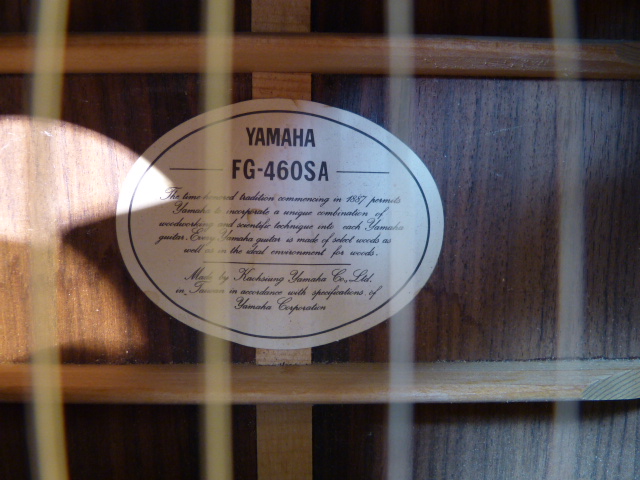 YAMAHA
FG-460SA
The time honored tradition commencing in 1887 permits
Yamaha to incorporate a unique combination of
woodworking and scientific technique into each Yamaha
guitar. Every Yamaha guitar is made of select woods as
well as in the ideal environment for woods.
Made by Kaohsiung Yamaha Co., Ltd.
in Taiwan in accordance with specifications of
Yamaha Corporation